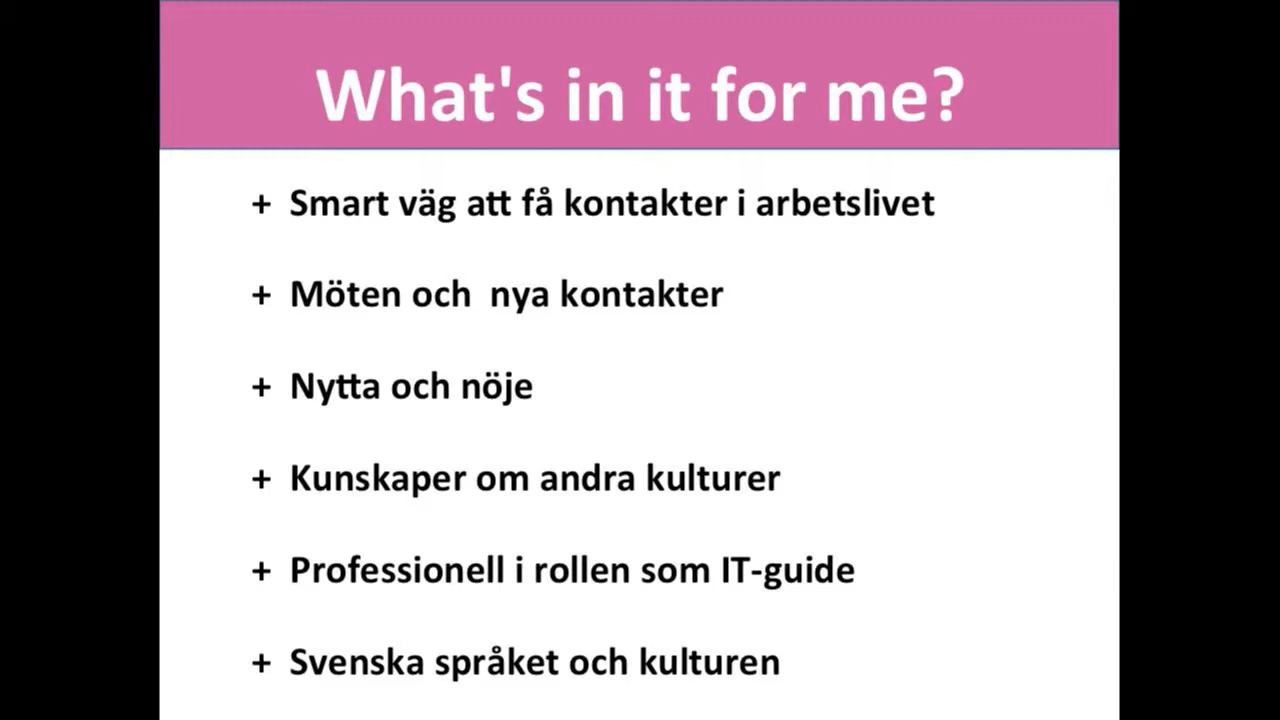 What's in it for me?
+ Smart väg att få kontakter i arbetslivet
+ Möten och nya kontakter
+ Nytta och nöje
+ Kunskaper om andra kulturer
+ Professionell i rollen som IT-guide
+ Svenska språket och kulturen